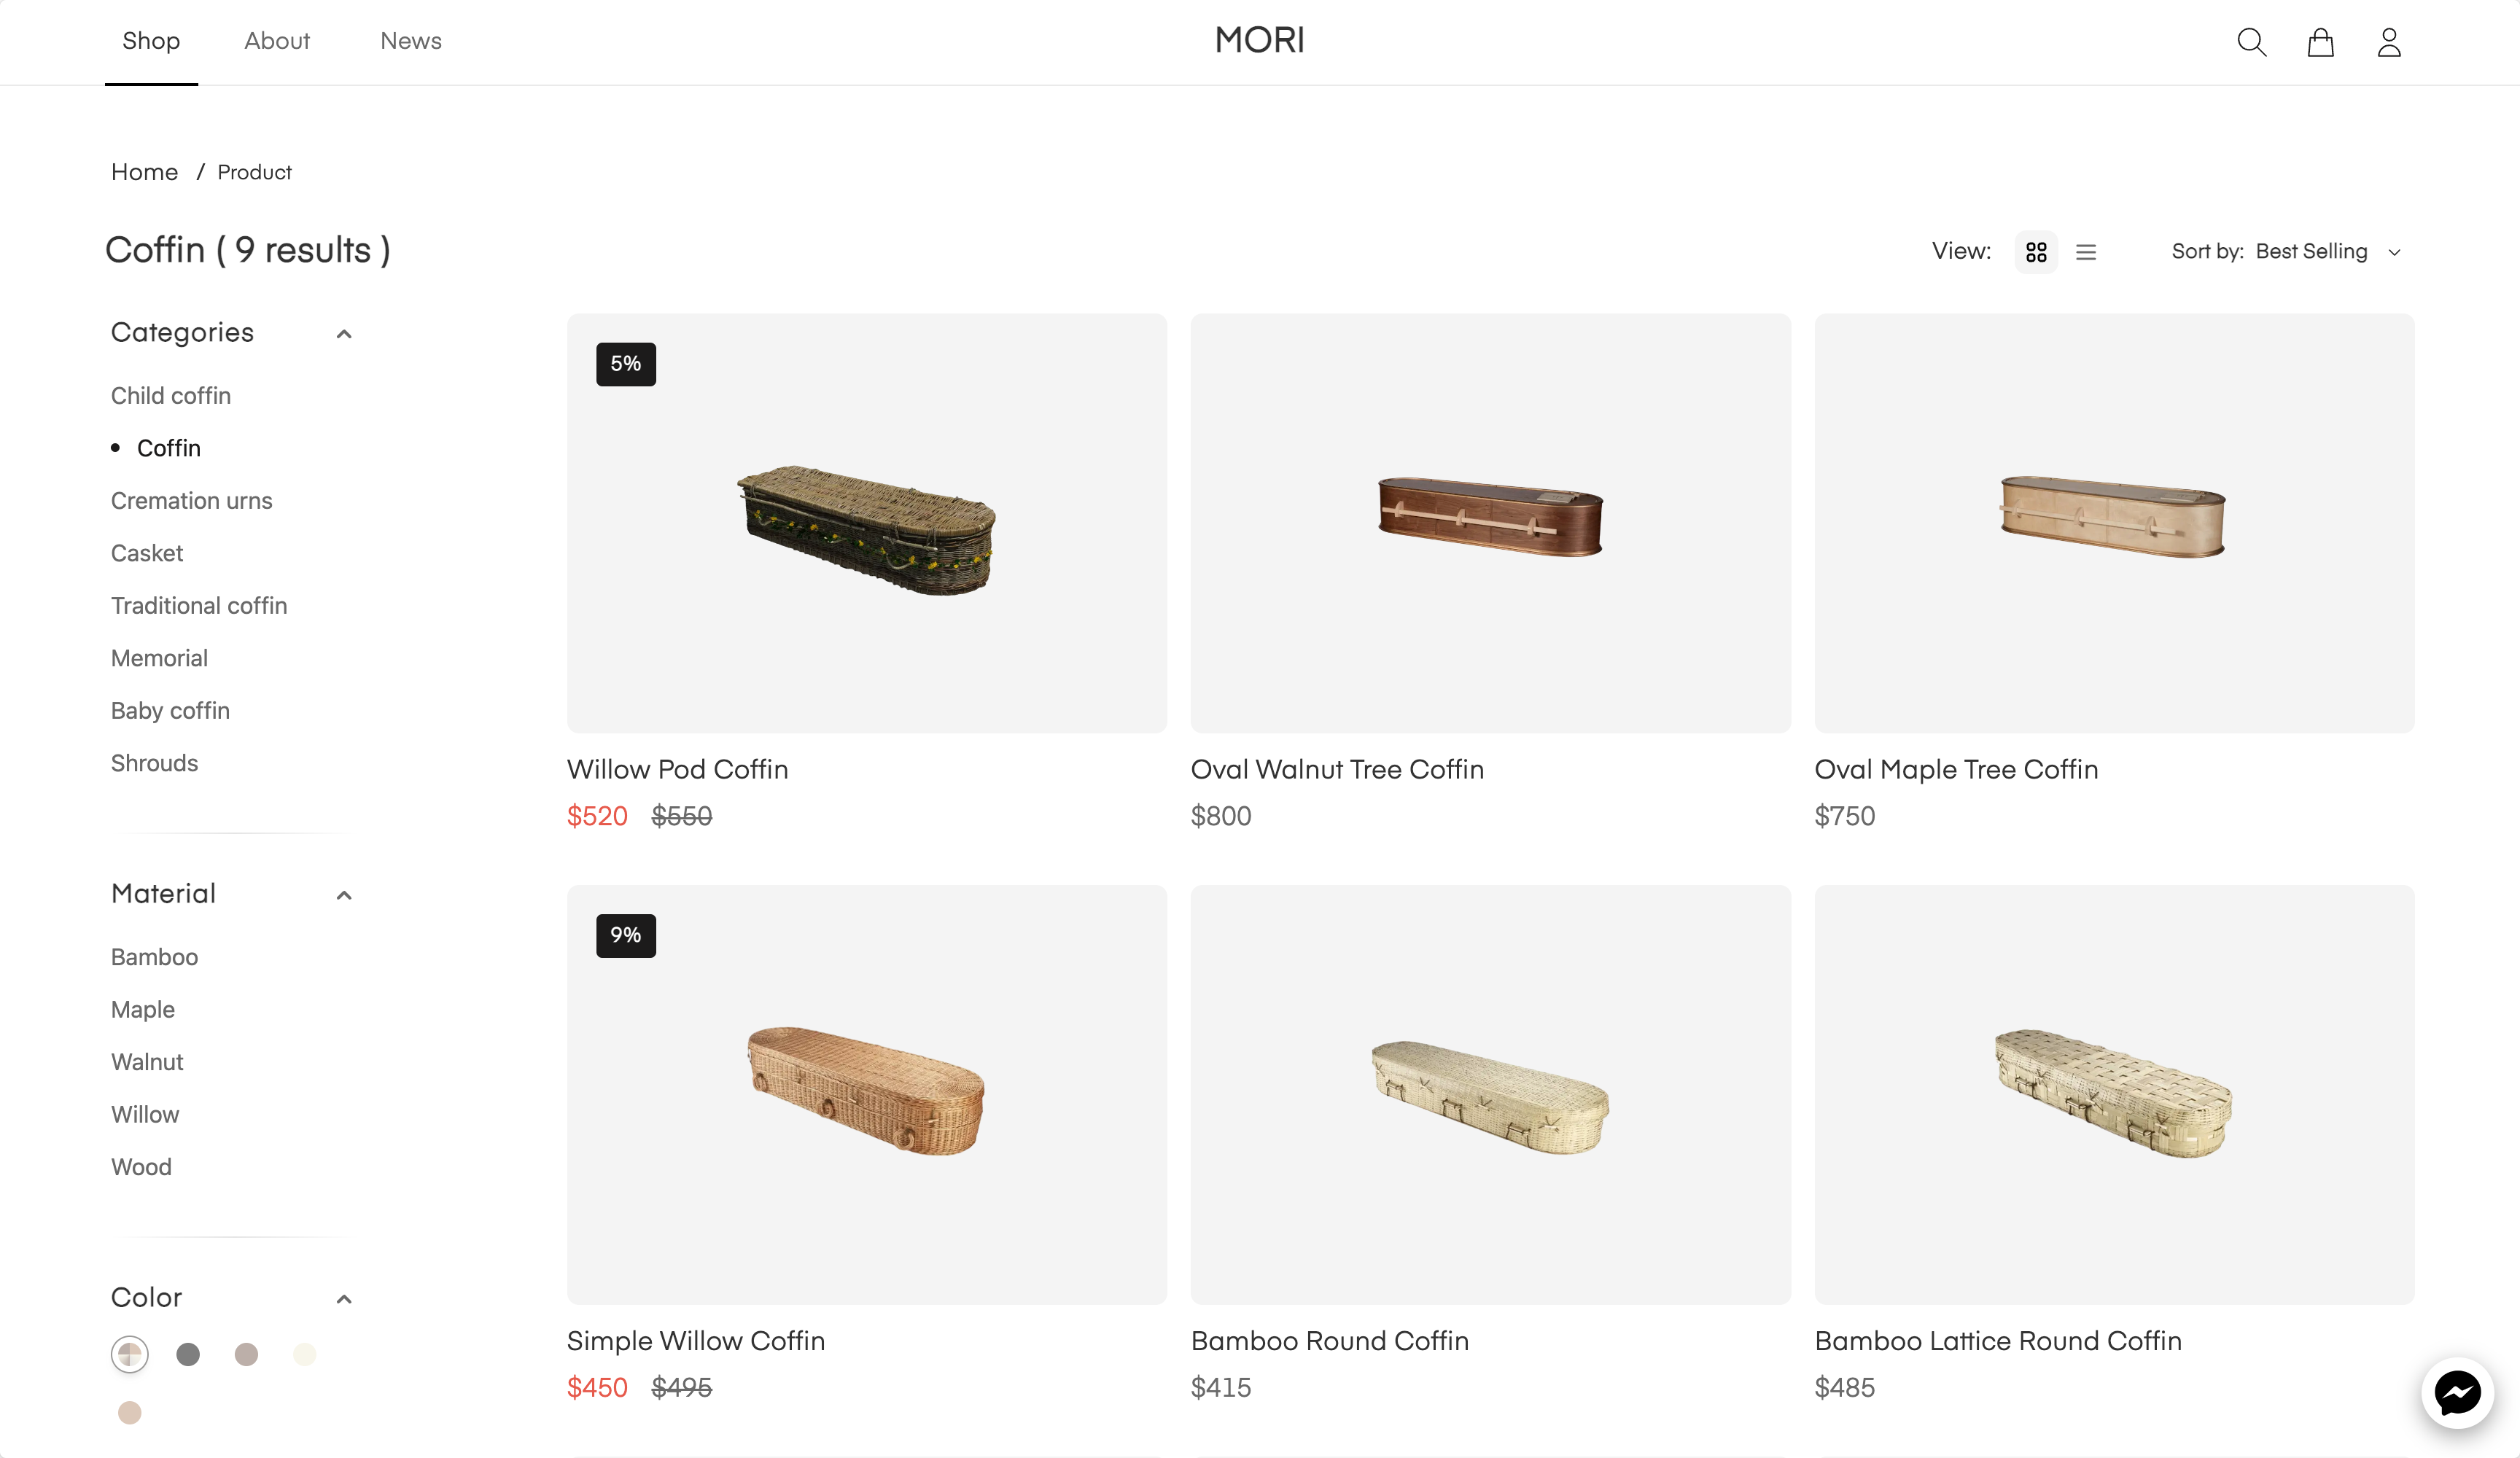 Shop About News MORI
Home / Product
Coffin ( 9 results )
View: Sort by: Best Selling
Categories
Child coffin
Coffin
Cremation urns
Casket
Traditional coffin
Memorial
Baby coffin
Shrouds
Material
Bamboo
Maple
Walnut
Willow
Wood
Color
5%
Willow Pod Coffin
$520 $550
Oval Walnut Tree Coffin
$800
Oval Maple Tree Coffin
$750
9%
Simple Willow Coffin
$450 $495
Bamboo Round Coffin
$415
Bamboo Lattice Round Coffin
$485